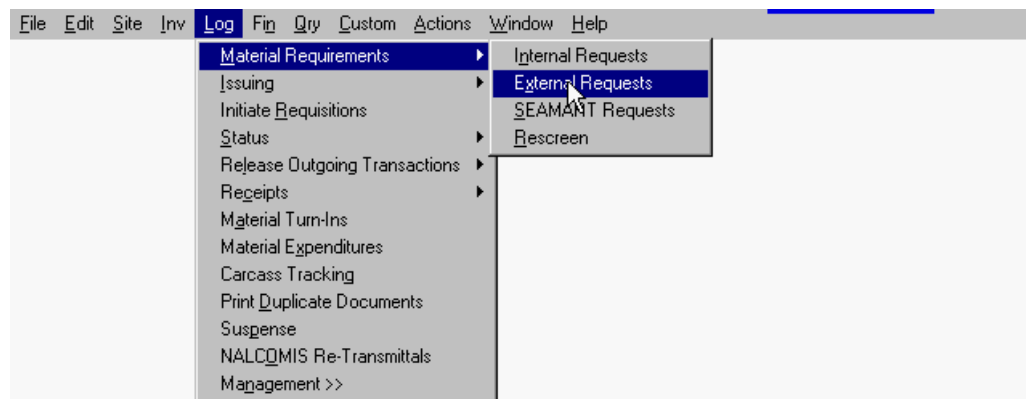 File Edit Site Inv Log Fin Qry Custom Actions Window Help
Material Requirements
Issuing
Initiate Requisitions
Status
Release Outgoing Transactions
Receipts
Material Turn-Ins
Material Expenditures
Carcass Tracking
Print Duplicate Documents
Suspense
NALCOMIS Re-Transmittals
Management >>
Internal Requests
External Requests
SEAMANT Requests
Rescreen